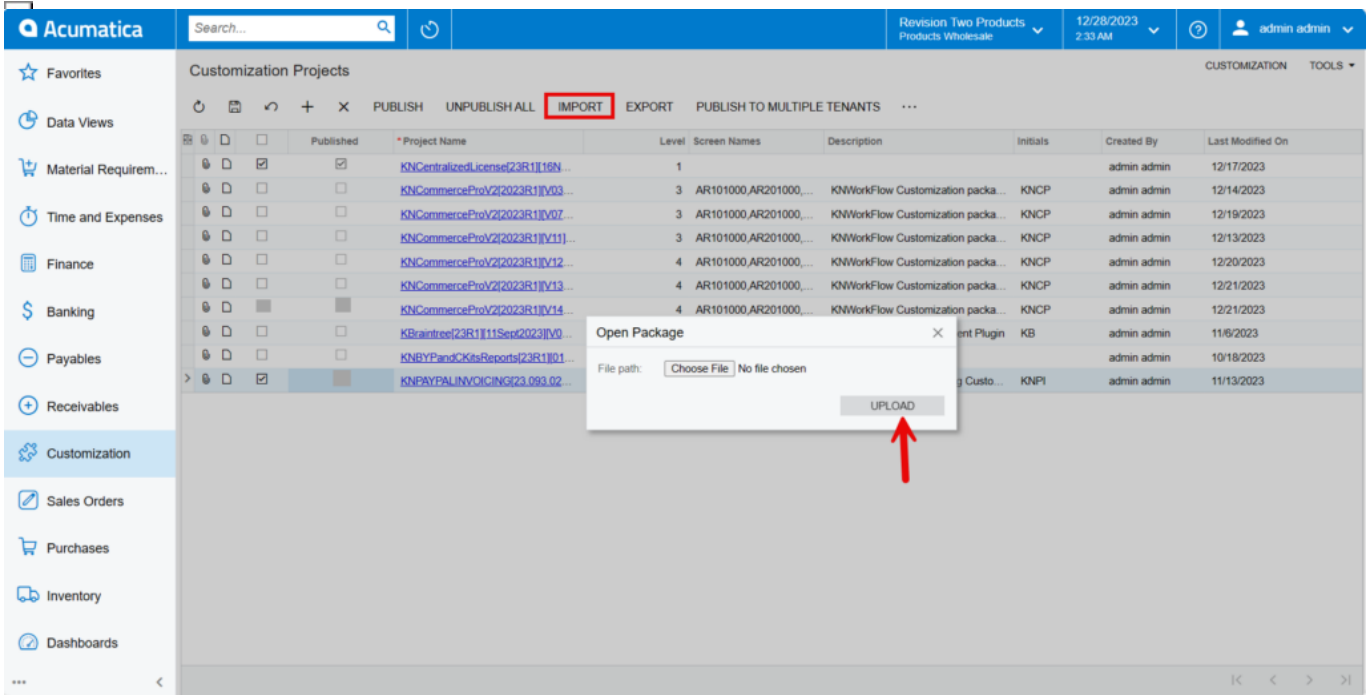 Acumatica
Search...
Revision Two Products
Products Wholesale
12/28/2023
2:33 AM
admin admin
Favorites
Data Views
Material Requirem...
Time and Expenses
Finance
Banking
Payables
Receivables
Customization
Sales Orders
Purchases
Inventory
Dashboards
Customization Projects
CUSTOMIZATION TOOLS
PUBLISH UNPUBLISH ALL IMPORT EXPORT PUBLISH TO MULTIPLE TENANTS ...
Published * Project Name Level Screen Names Description Initials Created By Last Modified On
KNCentralizedLicense[23R1][16N... 1 admin admin 12/17/2023
KNCommerceProV2[2023R1][V03... 3 AR101000,AR201000,... KNWorkFlow Customization packa... KNCP admin admin 12/14/2023
KNCommerceProV2[2023R1][V07... 3 AR101000,AR201000,... KNWorkFlow Customization packa... KNCP admin admin 12/19/2023
KNCommerceProV2[2023R1][V11]... 3 AR101000,AR201000,... KNWorkFlow Customization packa... KNCP admin admin 12/13/2023
KNCommerceProV2[2023R1][V12... 4 AR101000,AR201000,... KNWorkFlow Customization packa... KNCP admin admin 12/20/2023
KNCommerceProV2[2023R1][V13... 4 AR101000,AR201000,... KNWorkFlow Customization packa... KNCP admin admin 12/21/2023
KNCommerceProV2[2023R1][V14... 4 AR101000,AR201000,... KNWorkFlow Customization packa... KNCP admin admin 12/21/2023
KBraintree[23R1][11Sept2023][V0... ent Plugin KB admin admin 11/6/2023
KNBYPandCKitsReports[23R1][01... admin admin 10/18/2023
KNPAYPALINVOICING[23.093.02... g Custo... KNPI admin admin 11/13/2023
Open Package
File path: Choose File No file chosen
UPLOAD